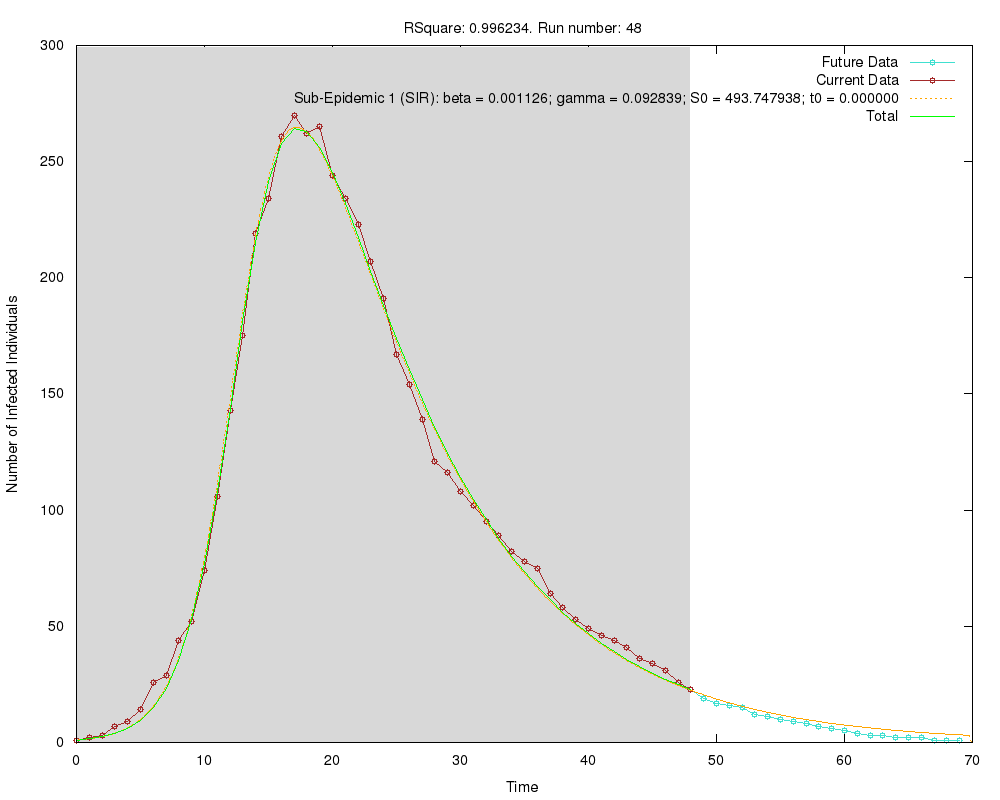 RSquare: 0.996234. Run number: 48
300
250
200
150
100
50
0
Number of Infected Individuals
Future Data
Current Data
Sub-Epidemic 1 (SIR): beta = 0.001126; gamma = 0.092839; S0 = 493.747938; t0 = 0.000000
Total
0 10 20 30 40 50 60 70
Time